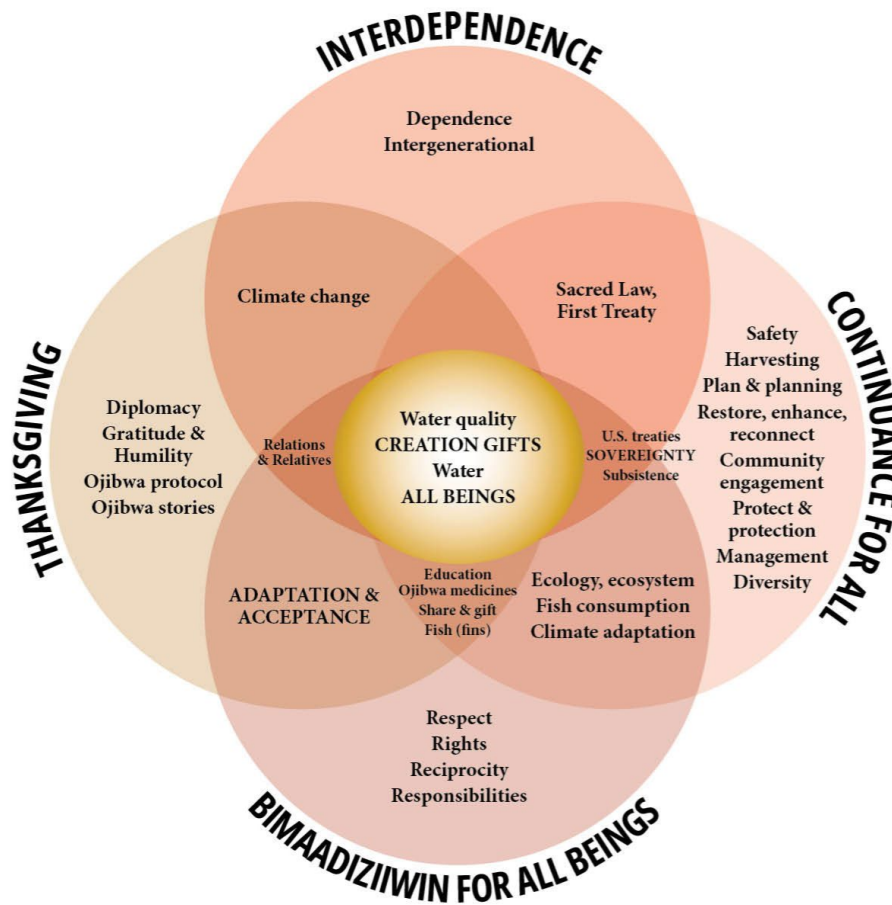 INTERDEPENDENCE
Dependence
Intergenerational
Climate change
Sacred Law,
First Treaty
THANKSGIVING
Diplomacy
Gratitude &
Humility
Ojibwa protocol
Ojibwa stories
Relations
& Relatives
Water quality
CREATION GIFTS
Water
ALL BEINGS
U.S. treaties
SOVEREIGNTY
Subsistence
CONTINUANCE FOR ALL
Safety
Harvesting
Plan & planning
Restore, enhance,
reconnect
Community
engagement
Protect &
protection
Management
Diversity
ADAPTATION &
ACCEPTANCE
Education
Ojibwa medicines
Share & gift
Fish (fins)
Ecology, ecosystem
Fish consumption
Climate adaptation
Respect
Rights
Reciprocity
Responsibilities
BIMAADIZIIWIN FOR ALL BEINGS